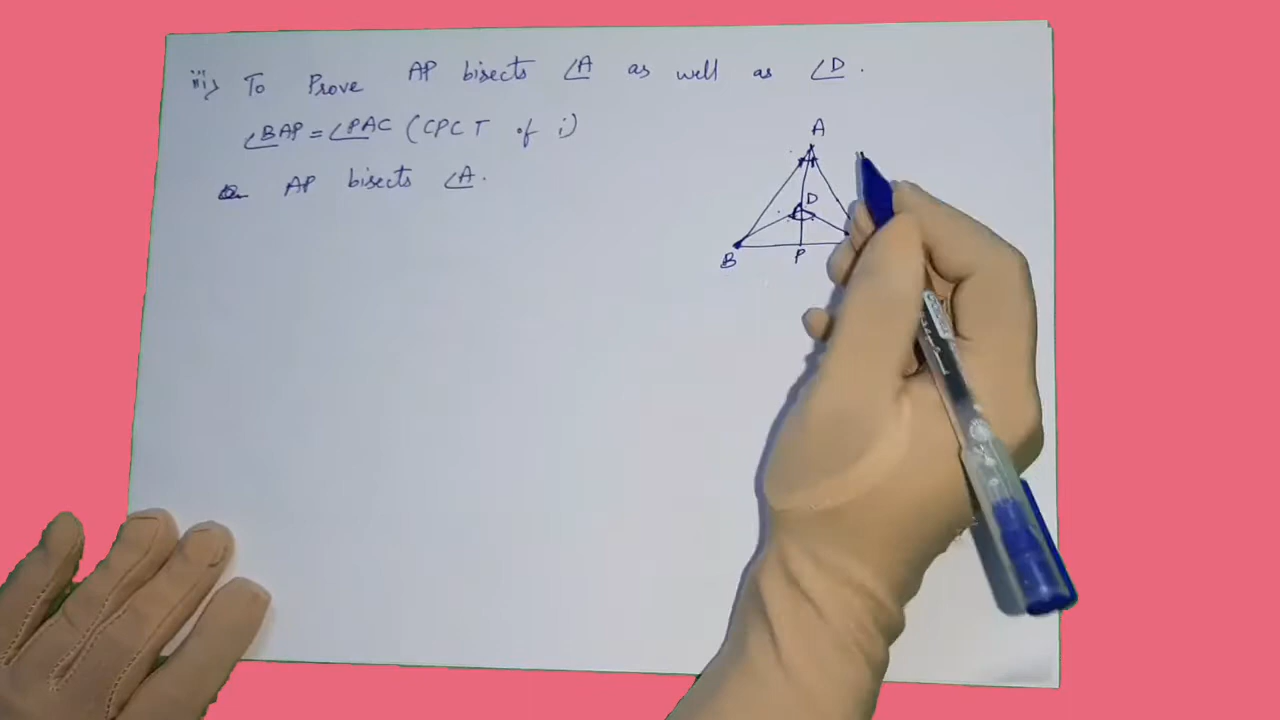 iii) To Prove AP bisects ∠A as well as ∠D.
∠BAP = ∠PAC (CPCT of i)
AP bisects ∠A.
A
D
B
P